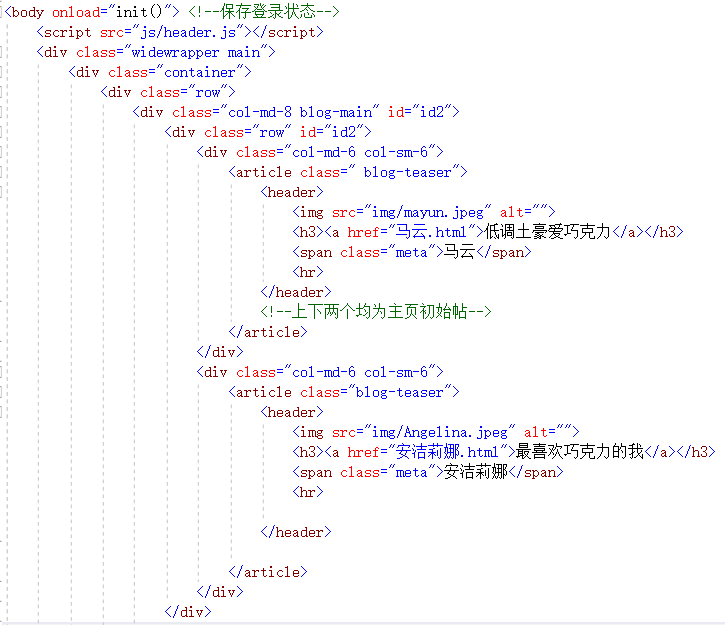 <body onload="init()"> <!--保存登录状态-->
<script src="js/header.js"></script>
<div class="widewrapper main">
<div class="container">
<div class="row">
<div class="col-md-8 blog-main" id="id2">
<div class="row" id="id2">
<div class="col-md-6 col-sm-6">
<article class=" blog-teaser">
<header>
<img src="img/mayun.jpeg" alt="">
<h3><a href="马云.html">低调土豪爱巧克力</a></h3>
<span class="meta">马云</span>
<hr>
</header>
<!--上下两个均为主页初始帖-->
</article>
</div>
<div class="col-md-6 col-sm-6">
<article class="blog-teaser">
<header>
<img src="img/Angelina.jpeg" alt="">
<h3><a href="安洁莉娜.html">最喜欢巧克力的我</a></h3>
<span class="meta">安洁莉娜</span>
<hr>
</header>
</article>
</div>
</div>